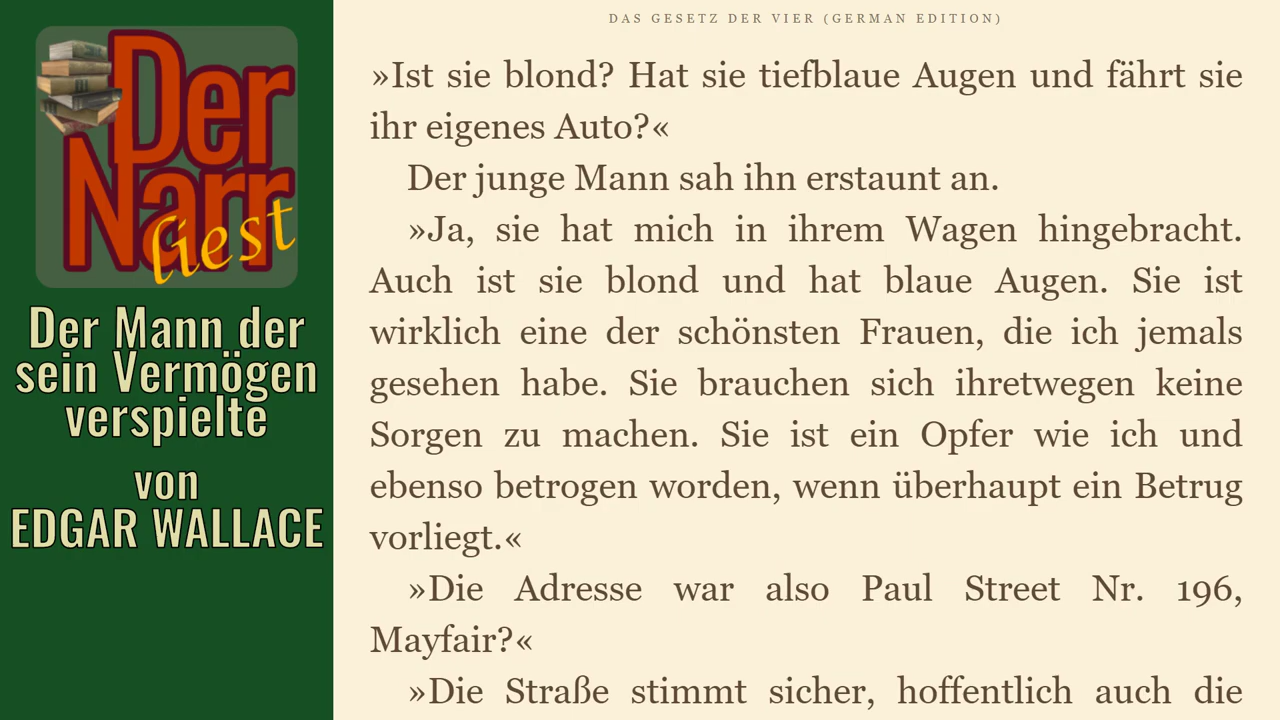 Der
Narr
liest
Der Mann der
sein Vermögen
verspielte
von
EDGAR WALLACE
DAS GESETZ DER VIER (GERMAN EDITION)
»Ist sie blond? Hat sie tiefblaue Augen und fährt sie
ihr eigenes Auto?«
Der junge Mann sah ihn erstaunt an.
»Ja, sie hat mich in ihrem Wagen hingebracht.
Auch ist sie blond und hat blaue Augen. Sie ist
wirklich eine der schönsten Frauen, die ich jemals
gesehen habe. Sie brauchen sich ihretwegen keine
Sorgen zu machen. Sie ist ein Opfer wie ich und
ebenso betrogen worden, wenn überhaupt ein Betrug
vorliegt.«
»Die Adresse war also Paul Street Nr. 196,
Mayfair?«
»Die Straße stimmt sicher, hoffentlich auch die